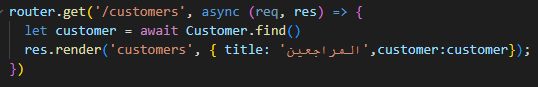 router.get('/customers', async (req, res) => {
let customer = await Customer.find()
res.render('customers', { title: 'المراجعين',customer:customer});
})